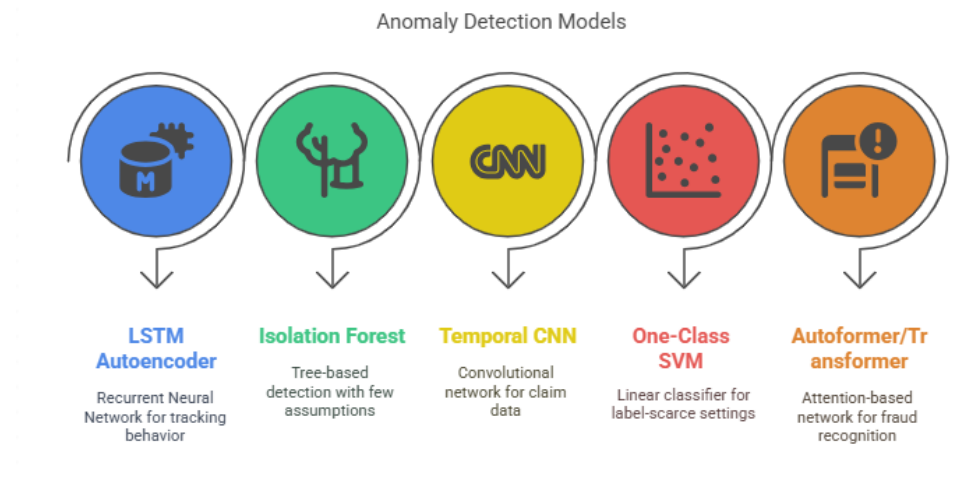 Anomaly Detection Models
M
CNN
LSTM
Autoencoder
Recurrent Neural
Network for tracking
behavior
Isolation Forest
Tree-based
detection with few
assumptions
Temporal CNN
Convolutional
network for claim
data
One-Class
SVM
Linear classifier for
label-scarce settings
Autoformer/Tr
ansformer
Attention-based
network for fraud
recognition